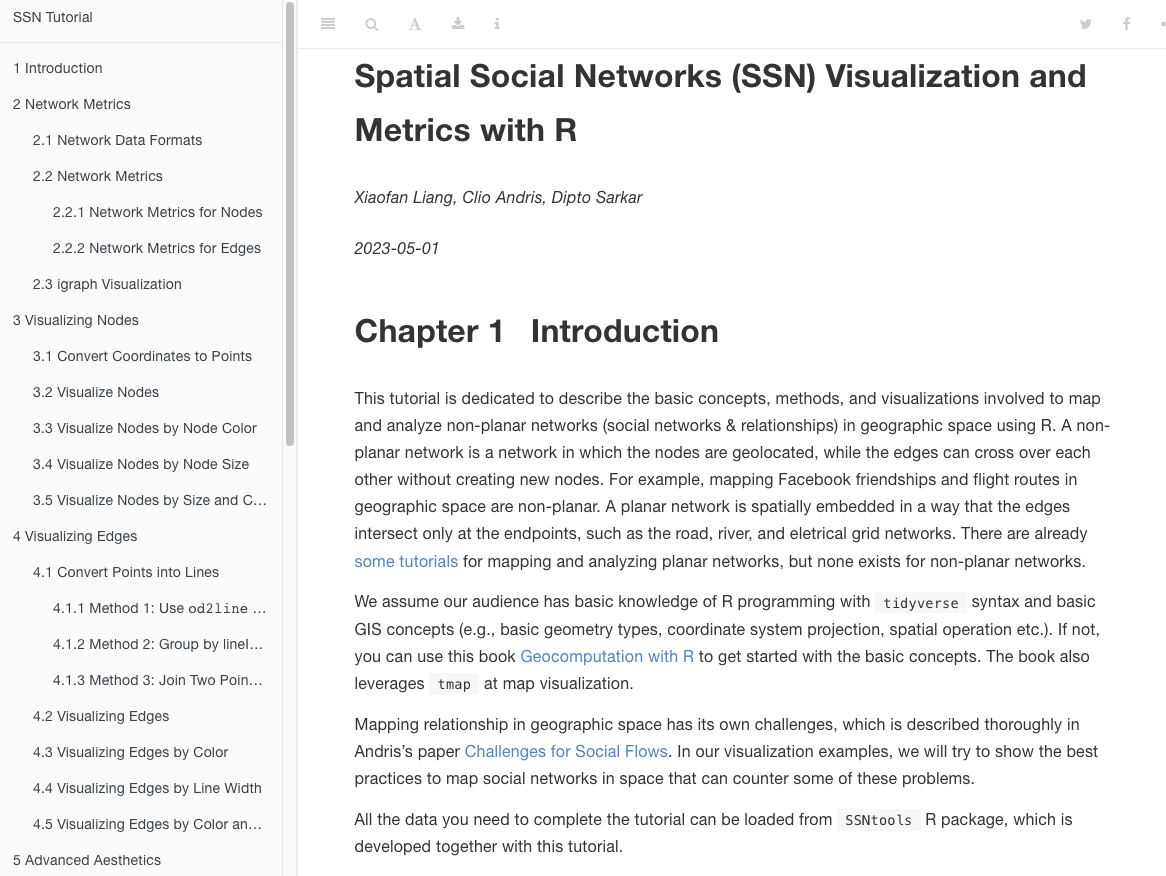 SSN Tutorial
1 Introduction
2 Network Metrics
2.1 Network Data Formats
2.2 Network Metrics
2.2.1 Network Metrics for Nodes
2.2.2 Network Metrics for Edges
2.3 igraph Visualization
3 Visualizing Nodes
3.1 Convert Coordinates to Points
3.2 Visualize Nodes
3.3 Visualize Nodes by Node Color
3.4 Visualize Nodes by Node Size
3.5 Visualize Nodes by Size and C…
4 Visualizing Edges
4.1 Convert Points into Lines
4.1.1 Method 1: Use od2line …
4.1.2 Method 2: Group by lineI…
4.1.3 Method 3: Join Two Poin…
4.2 Visualizing Edges
4.3 Visualizing Edges by Color
4.4 Visualizing Edges by Line Width
4.5 Visualizing Edges by Color an…
5 Advanced Aesthetics
Spatial Social Networks (SSN) Visualization and
Metrics with R
Xiaofan Liang, Clio Andris, Dipto Sarkar
2023-05-01
Chapter 1 Introduction
This tutorial is dedicated to describe the basic concepts, methods, and visualizations involved to map
and analyze non-planar networks (social networks & relationships) in geographic space using R. A non-
planar network is a network in which the nodes are geolocated, while the edges can cross over each
other without creating new nodes. For example, mapping Facebook friendships and flight routes in
geographic space are non-planar. A planar network is spatially embedded in a way that the edges
intersect only at the endpoints, such as the road, river, and eletrical grid networks. There are already
some tutorials for mapping and analyzing planar networks, but none exists for non-planar networks.
We assume our audience has basic knowledge of R programming with tidyverse syntax and basic
GIS concepts (e.g., basic geometry types, coordinate system projection, spatial operation etc.). If not,
you can use this book Geocomputation with R to get started with the basic concepts. The book also
leverages tmap at map visualization.
Mapping relationship in geographic space has its own challenges, which is described thoroughly in
Andris’s paper Challenges for Social Flows. In our visualization examples, we will try to show the best
practices to map social networks in space that can counter some of these problems.
All the data you need to complete the tutorial can be loaded from SSNtools R package, which is
developed together with this tutorial.